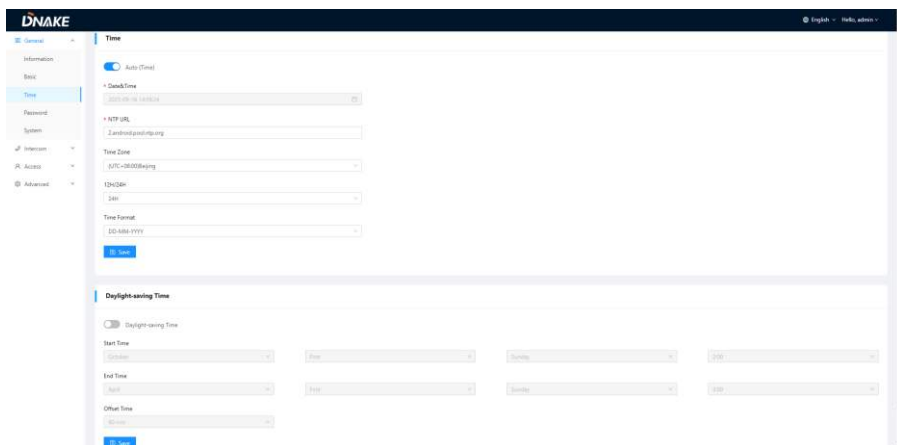 DNAKE
English
Hello, admin
General
Information
Basic
Time
Password
System
Intercom
Access
Advanced
Time
Auto (Time)
* Date&Time
* NTP URL
2.android.pool.ntp.org
Time Zone
(UTC+08:00)Beijing
12H/24H
24H
Time Format
DD-MM-YYYY
Save
Daylight-saving Time
Daylight-saving Time
Start Time
October
First
Sunday
2:00
End Time
April
First
Sunday
Offset Time
Save